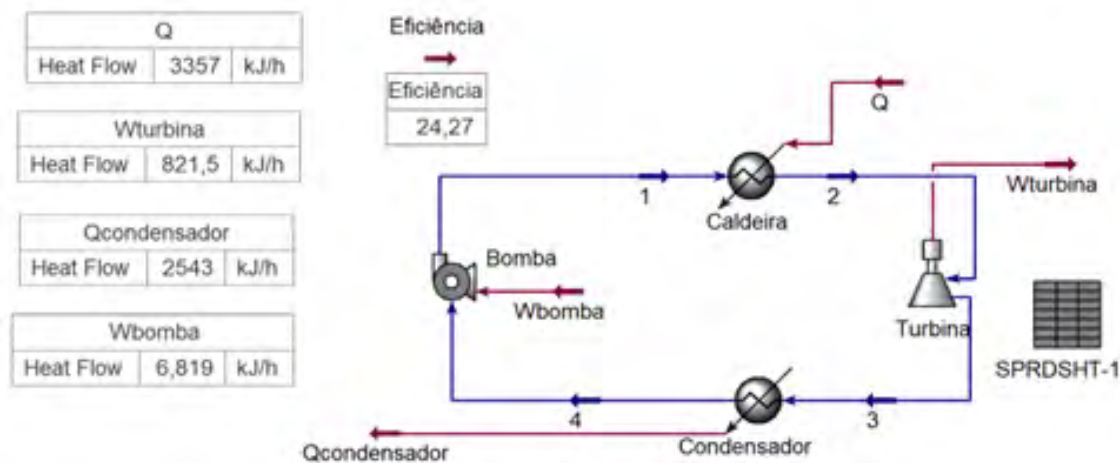 Q
Heat Flow 3357 kJ/h
Wturbina
Heat Flow 821,5 kJ/h
Qcondensador
Heat Flow 2543 kJ/h
Wbomba
Heat Flow 6,819 kJ/h
Eficiência
Eficiência
24,27
Q
1
2
Caldeira
Wturbina
Bomba
Wbomba
Turbina
SPRDSHT-1
4
3
Condensador
Qcondensador